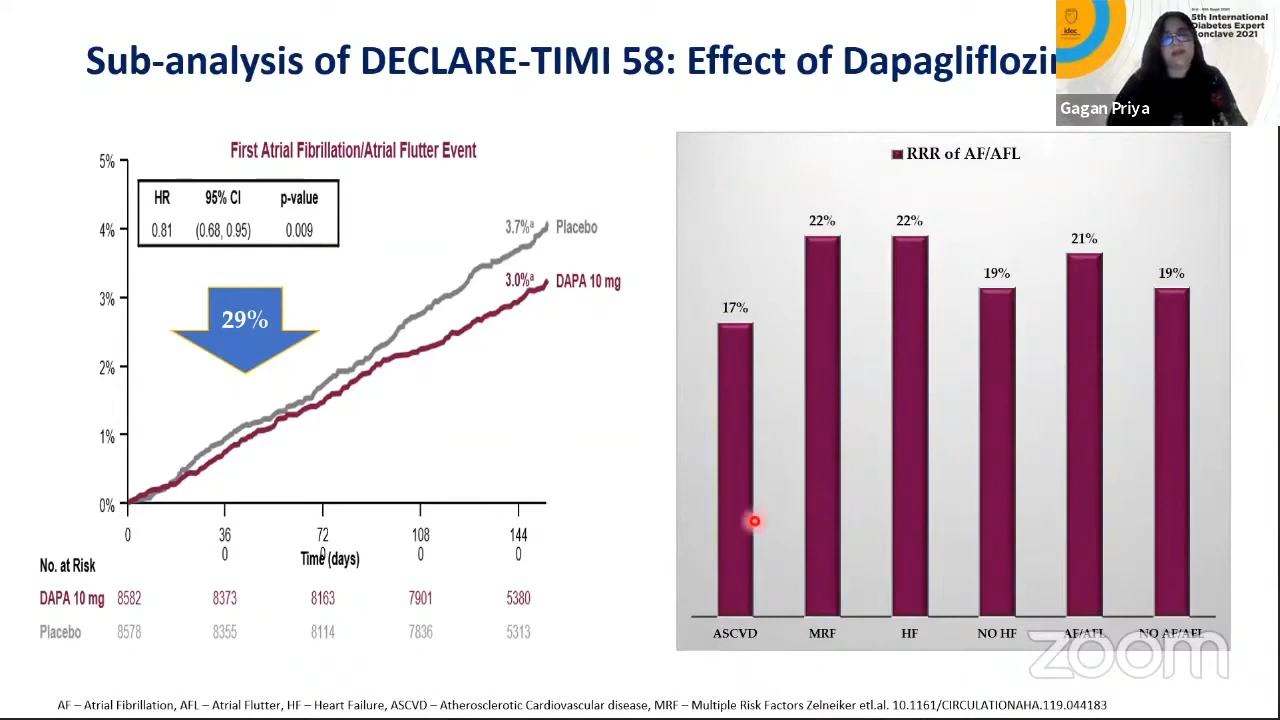 Sub-analysis of DECLARE-TIMI 58: Effect of Dapagliflozin
5th International
Diabetes Expert
Conclave 2021
idec
Gagan Priya
First Atrial Fibrillation/Atrial Flutter Event
5%
4%
3%
2%
1%
0%
HR 95% CI p-value
0.81 (0.68, 0.95) 0.009
29%
3.7%ᵃ Placebo
3.0%ᵃ DAPA 10 mg
0 36 72 108 144
0 0 0 0
Time (days)
No. at Risk
DAPA 10 mg 8582 8373 8163 7901 5380
Placebo 8578 8355 8114 7836 5313
RRR of AF/AFL
17% 22% 22% 19% 21% 19%
ASCVD MRF HF NO HF AF/AFL NO AF/AFL
zoom
AF – Atrial Fibrillation, AFL – Atrial Flutter, HF – Heart Failure, ASCVD – Atherosclerotic Cardiovascular disease, MRF – Multiple Risk Factors Zelneiker etl.al. 10.1161/CIRCULATIONAHA.119.044183